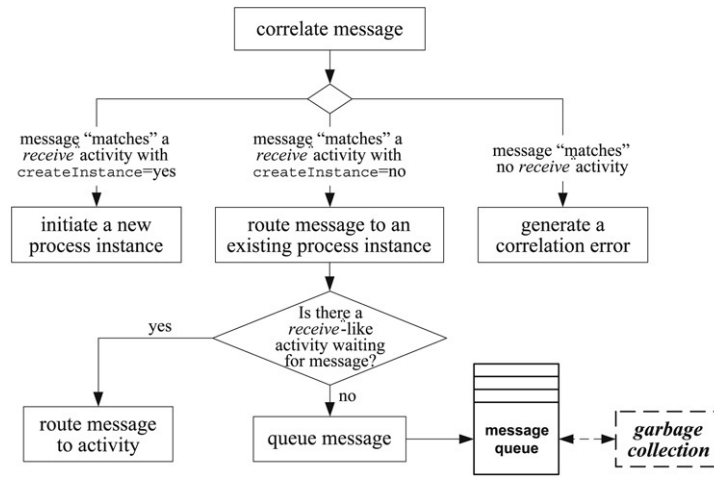 correlate message
message “matches” a
receive activity with
createInstance=yes
message “matches” a
receive activity with
createInstance=no
message “matches”
no receive activity
initiate a new
process instance
route message to an
existing process instance
generate a
correlation error
Is there a
receive-like
activity waiting
for message?
yes
no
route message
to activity
queue message
message
queue
garbage
collection